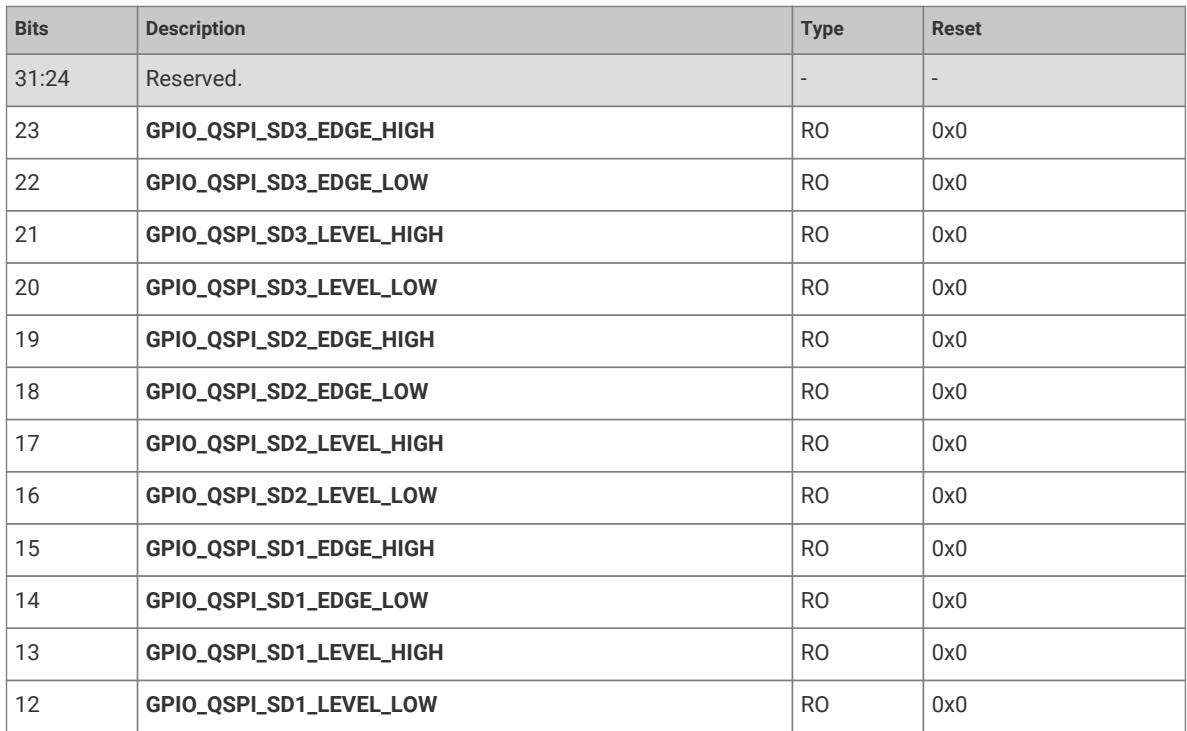 Bits Description Type Reset
31:24 Reserved. - -
23 GPIO_QSPI_SD3_EDGE_HIGH RO 0x0
22 GPIO_QSPI_SD3_EDGE_LOW RO 0x0
21 GPIO_QSPI_SD3_LEVEL_HIGH RO 0x0
20 GPIO_QSPI_SD3_LEVEL_LOW RO 0x0
19 GPIO_QSPI_SD2_EDGE_HIGH RO 0x0
18 GPIO_QSPI_SD2_EDGE_LOW RO 0x0
17 GPIO_QSPI_SD2_LEVEL_HIGH RO 0x0
16 GPIO_QSPI_SD2_LEVEL_LOW RO 0x0
15 GPIO_QSPI_SD1_EDGE_HIGH RO 0x0
14 GPIO_QSPI_SD1_EDGE_LOW RO 0x0
13 GPIO_QSPI_SD1_LEVEL_HIGH RO 0x0
12 GPIO_QSPI_SD1_LEVEL_LOW RO 0x0